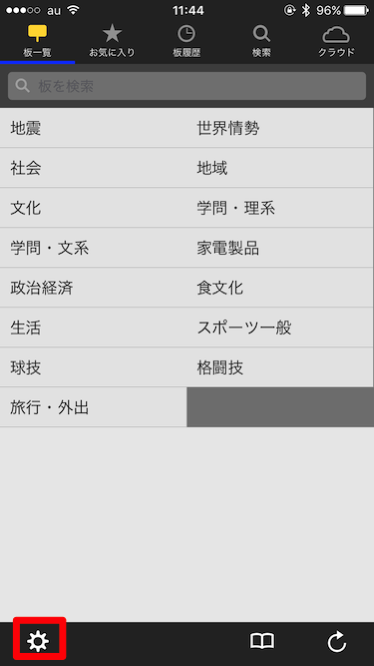 au 11:44 96%
板一覧 お気に入り 板履歴 検索 クラウド
板を検索
地震 世界情勢
社会 地域
文化 学問・理系
学問・文系 家電製品
政治経済 食文化
生活 スポーツ一般
球技 格闘技
旅行・外出